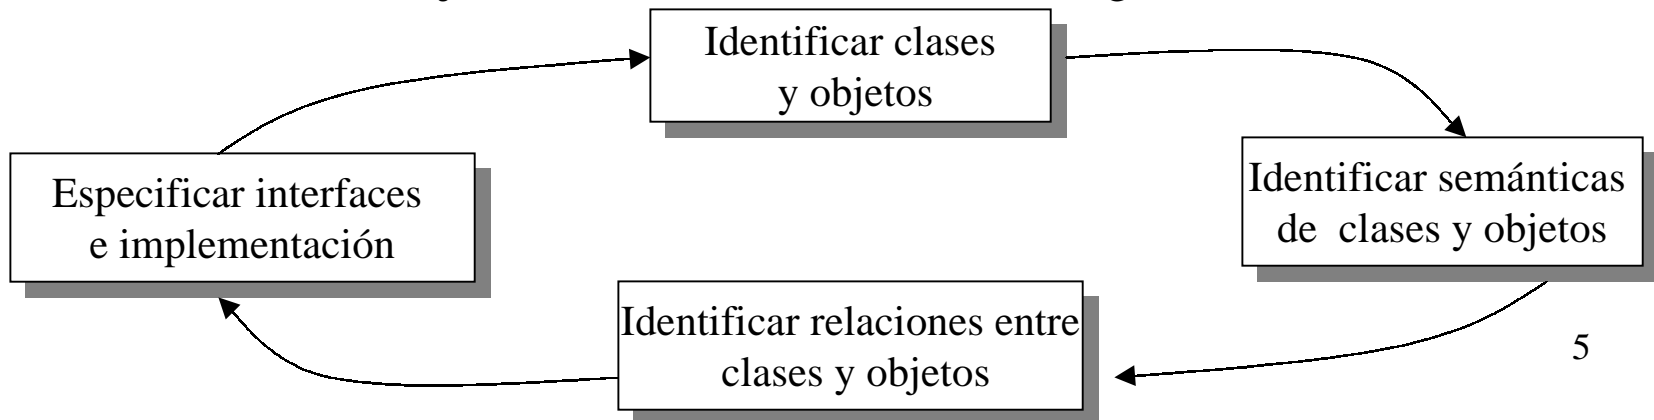 Identificar clases
y objetos
Identificar semánticas
de clases y objetos
Identificar relaciones entre
clases y objetos
Especificar interfaces
e implementación
5